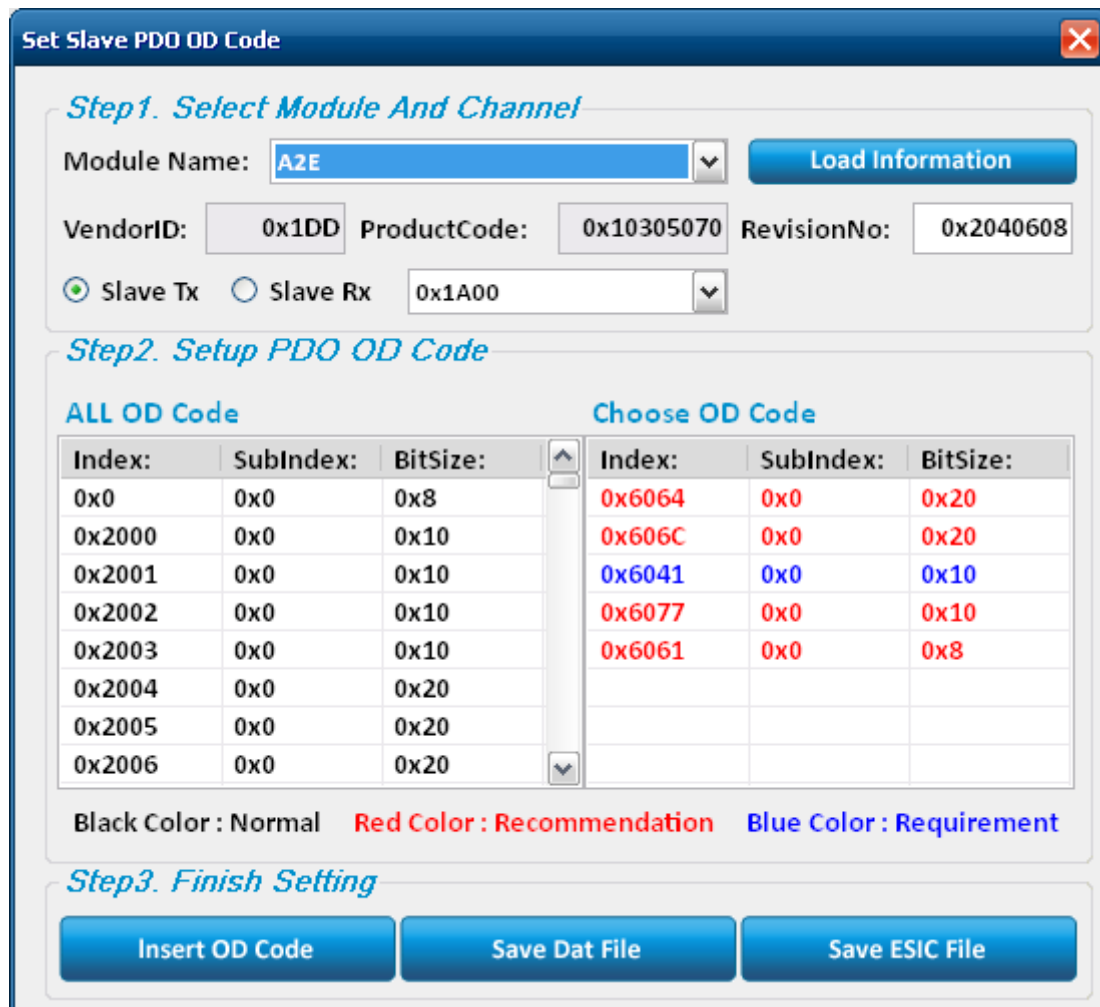 Set Slave PDO OD Code
Step1. Select Module And Channel
Module Name: A2E Load Information
VendorID: 0x1DD ProductCode: 0x10305070 RevisionNo: 0x2040608
Slave Tx Slave Rx 0x1A00
Step2. Setup PDO OD Code
ALL OD Code Choose OD Code
Index: SubIndex: BitSize: Index: SubIndex: BitSize:
0x0 0x0 0x8 0x6064 0x0 0x20
0x2000 0x0 0x10 0x606C 0x0 0x20
0x2001 0x0 0x10 0x6041 0x0 0x10
0x2002 0x0 0x10 0x6077 0x0 0x10
0x2003 0x0 0x10 0x6061 0x0 0x8
0x2004 0x0 0x20
0x2005 0x0 0x20
0x2006 0x0 0x20
Black Color : Normal Red Color : Recommendation Blue Color : Requirement
Step3. Finish Setting
Insert OD Code Save Dat File Save ESIC File